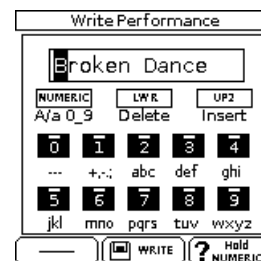 Write Performance
Broken Dance
NUMERIC LWR UP2
A/a 0_9 Delete Insert
0 1 2 3 4
--- +,-.; abc def ghi
5 6 7 8 9
jkl mno pqrs tuv wxyz
WRITE ? Hold
NUMERIC